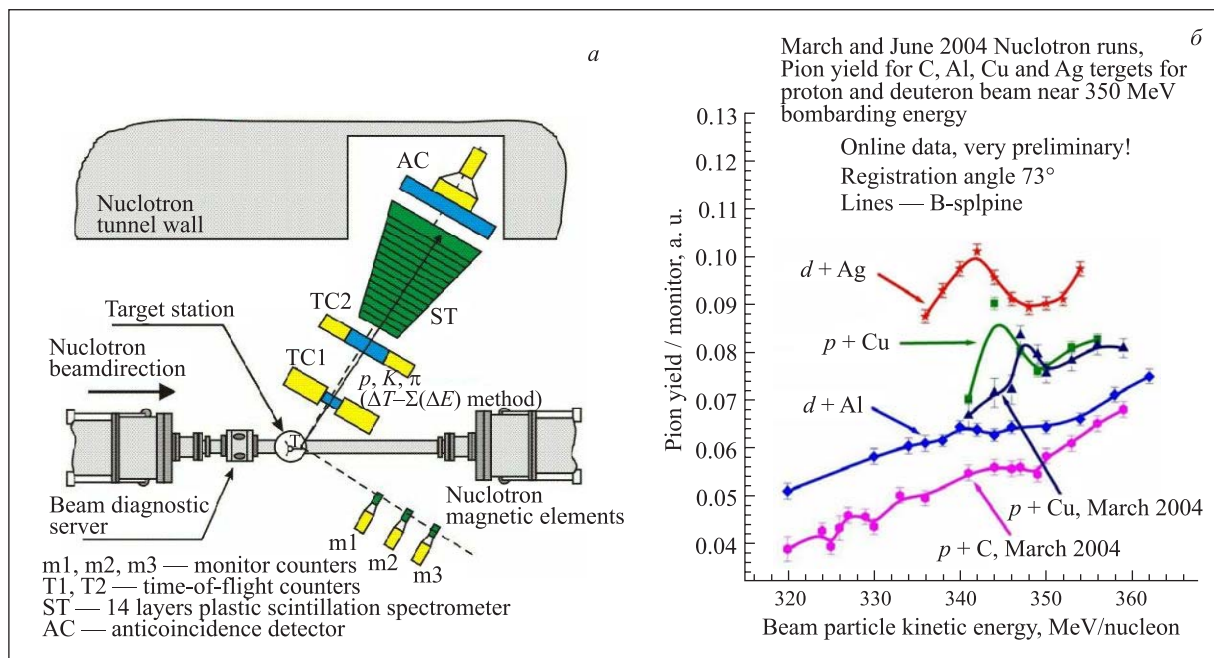 a
Nuclotron
tunnel wall
AC
TC2
ST
Target station
TC1
Nuclotron
beamdirection
p, K, π
(ΔT–Σ(ΔE) method)
T
Beam diagnostic
server
Nuclotron
magnetic elements
m1
m2
m3
m1, m2, m3 — monitor counters
T1, T2 — time-of-flight counters
ST — 14 layers plastic scintillation spectrometer
AC — anticoincidence detector
б
March and June 2004 Nuclotron runs,
Pion yield for C, Al, Cu and Ag tergets for
proton and deuteron beam near 350 MeV
bombarding energy
Online data, very preliminary!
Registration angle 73°
Lines — B-splpine
Pion yield / monitor, a. u.
0.13
0.12
0.11
0.10
0.09
0.08
0.07
0.06
0.05
0.04
d + Ag
p + Cu
d + Al
p + Cu, March 2004
p + C, March 2004
320 330 340 350 360
Beam particle kinetic energy, MeV/nucleon